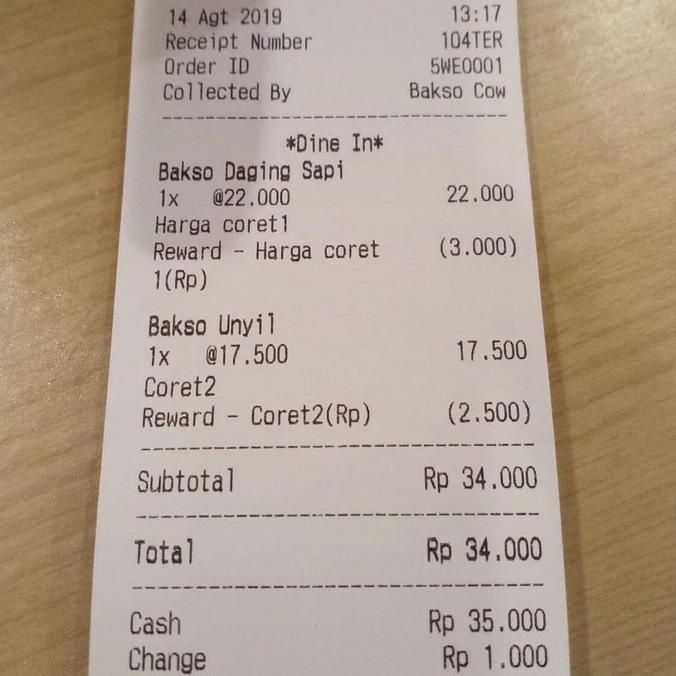 14 Agt 2019 13:17
Receipt Number 104TER
Order ID 5WE0001
Collected By Bakso Cow
*Dine In*
Bakso Daging Sapi
1x @22.000 22.000
Harga coret1
Reward - Harga coret (3.000)
1(Rp)
Bakso Unyil
1x @17.500 17.500
Coret2
Reward - Coret2(Rp) (2.500)
Subtotal Rp 34.000
Total Rp 34.000
Cash Rp 35.000
Change Rp 1.000